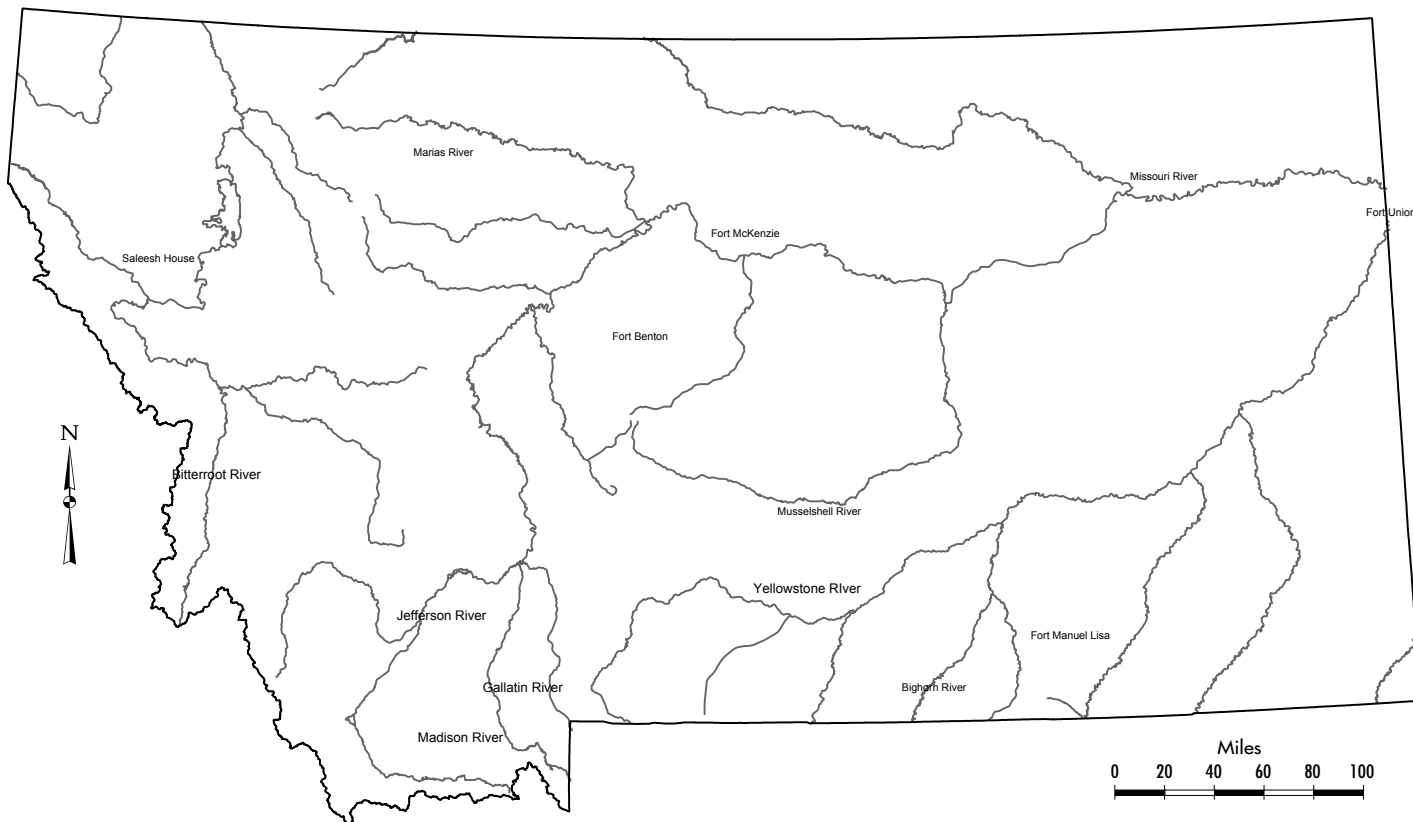 Marias River
Missouri River
Fort Union
Fort McKenzie
Saleesh House
Fort Benton
N
Bitterroot River
Musselshell River
Yellowstone RIver
Jefferson River
Fort Manuel Lisa
Gallatin River
Bighorn River
Madison River
Miles
0 20 40 60 80 100